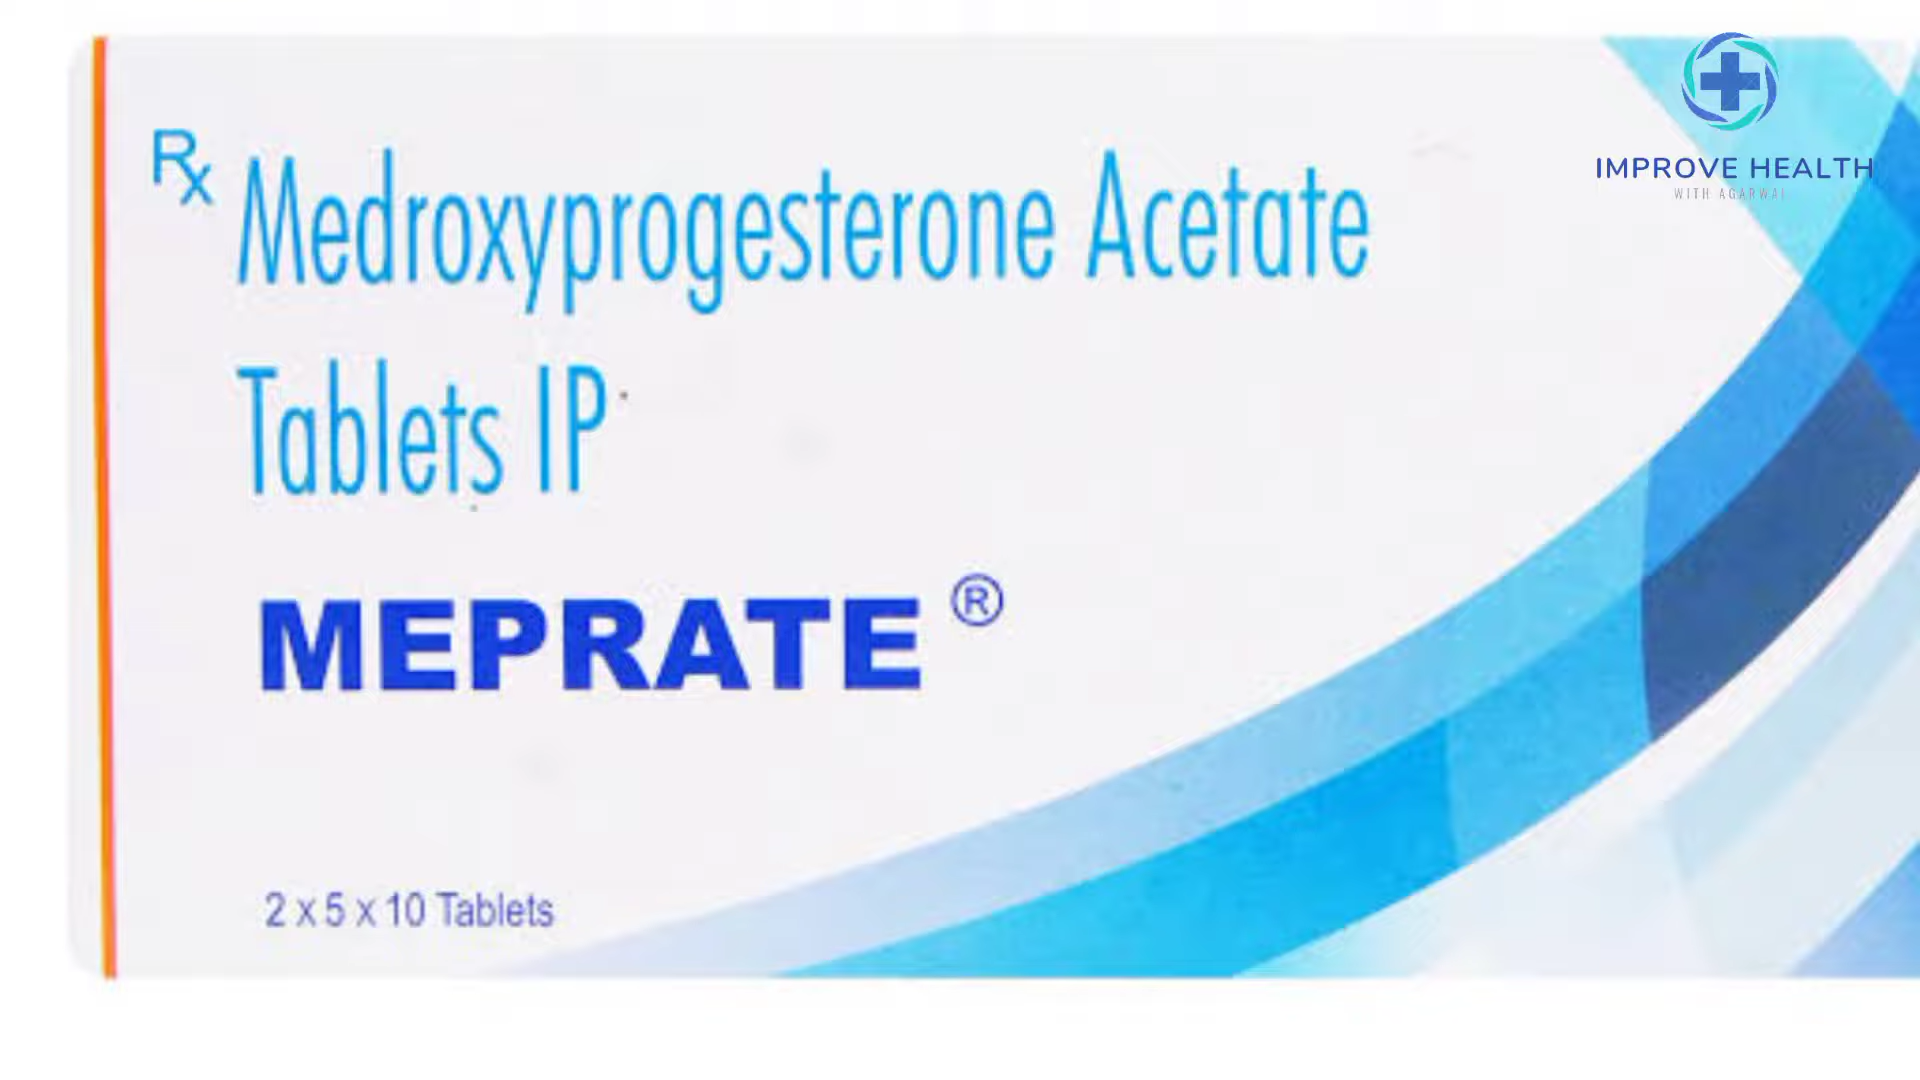 Rx Medroxyprogesterone Acetate
Tablets IP
MEPRATE ®
2 x 5 x 10 Tablets
IMPROVE HEALTH
WITH AGARWAL